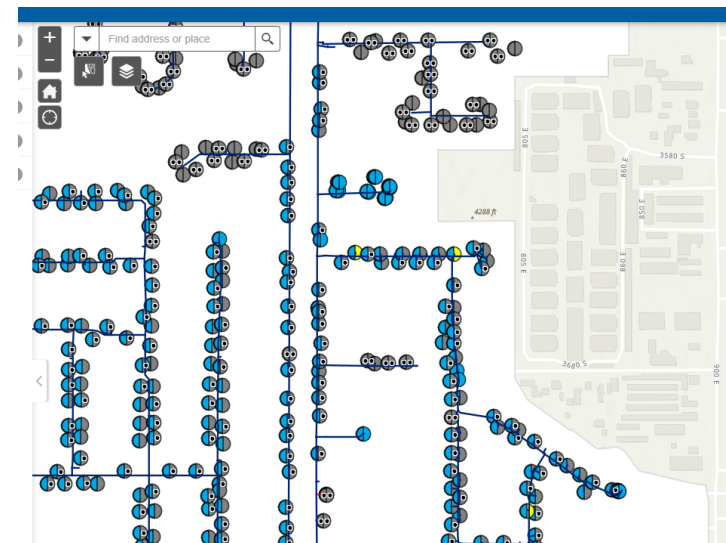 Find address or place
805 E
860 E
3580 S
850 E
4288 ft
805 E
860 E
3680 S
900 E